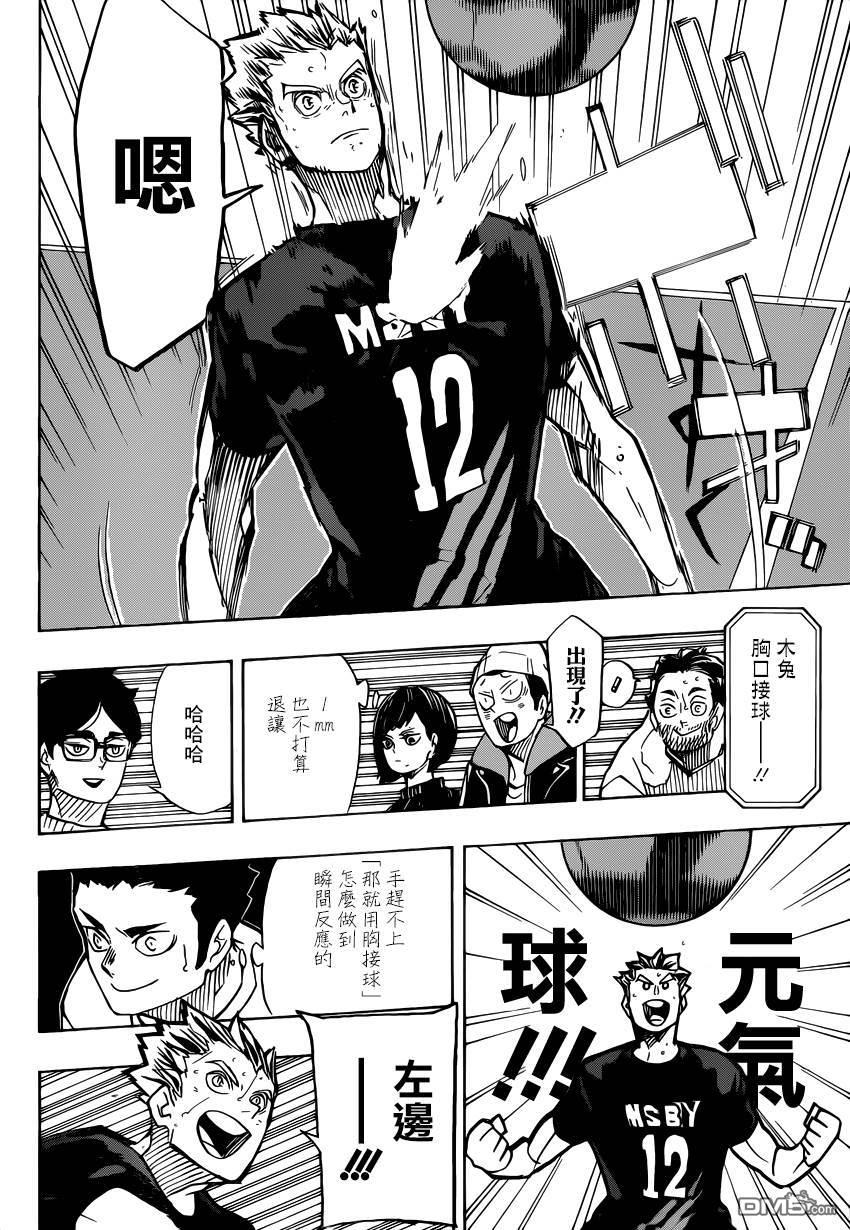 嗯
MSBY
12
木兔
胸口接球——!!
!
出現了!!
1mm
也不打算
退讓
哈哈哈
元氣
球!!!
MSBY
12
手趕不上
「那就用胸接球」
怎麼做到
瞬間反應的
左邊
——!!!
DM5.com